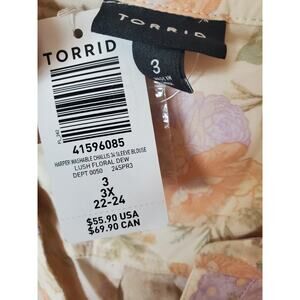 TORRID
3
TORRID
41596085
HARPER WASHABLE CHALLIS 3/4 SLEEVE BLOUSE
LUSH FLORAL DEW
DEPT 0050 24SPR3
3
3X
22-24
$55.90 USA
$69.90 CAN